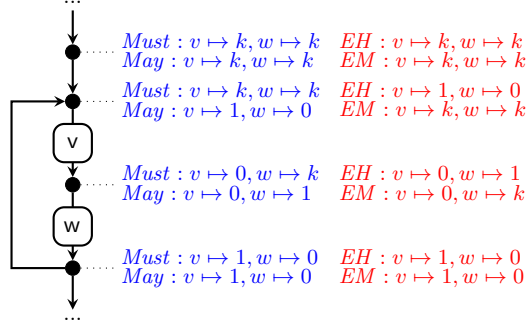 ...
Must : v ↦ k, w ↦ k EH : v ↦ k, w ↦ k
May : v ↦ k, w ↦ k EM : v ↦ k, w ↦ k
Must : v ↦ k, w ↦ k EH : v ↦ 1, w ↦ 0
May : v ↦ 1, w ↦ 0 EM : v ↦ k, w ↦ k
v
Must : v ↦ 0, w ↦ k EH : v ↦ 0, w ↦ 1
May : v ↦ 0, w ↦ 1 EM : v ↦ 0, w ↦ k
w
Must : v ↦ 1, w ↦ 0 EH : v ↦ 1, w ↦ 0
May : v ↦ 1, w ↦ 0 EM : v ↦ 1, w ↦ 0
...